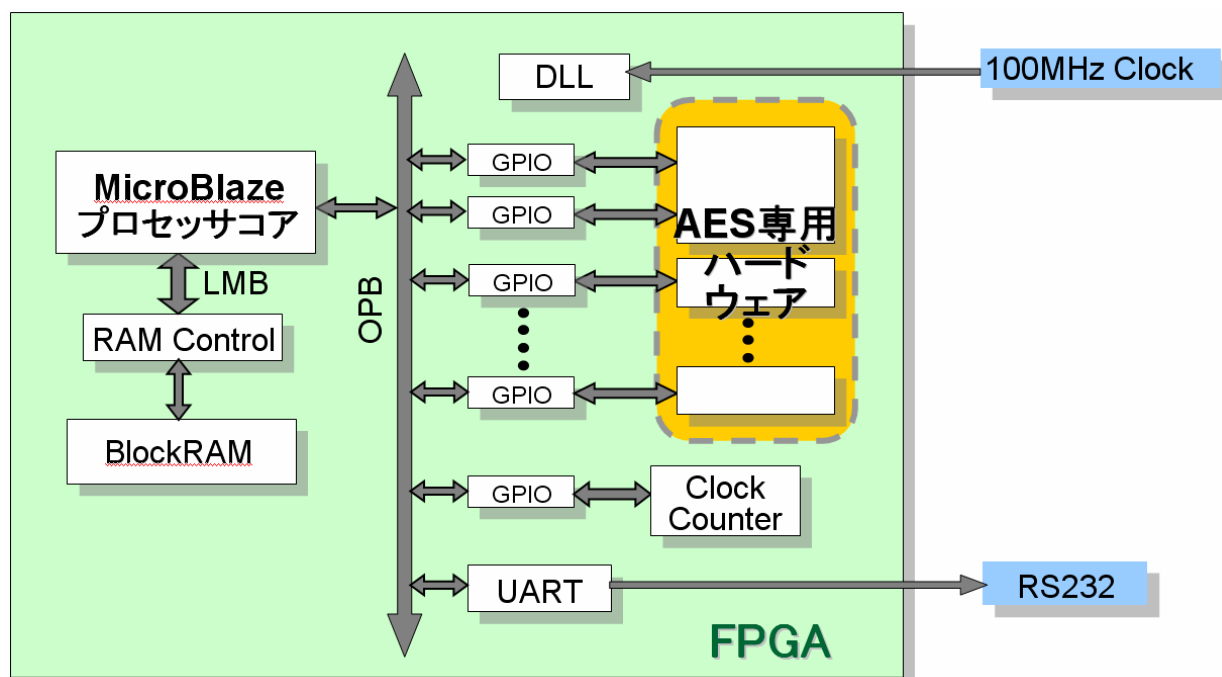 DLL
100MHz Clock
MicroBlaze
プロセッサコア
LMB
RAM Control
BlockRAM
OPB
GPIO
GPIO
GPIO
GPIO
AES専用
ハード
ウェア
GPIO
Clock
Counter
UART
RS232
FPGA